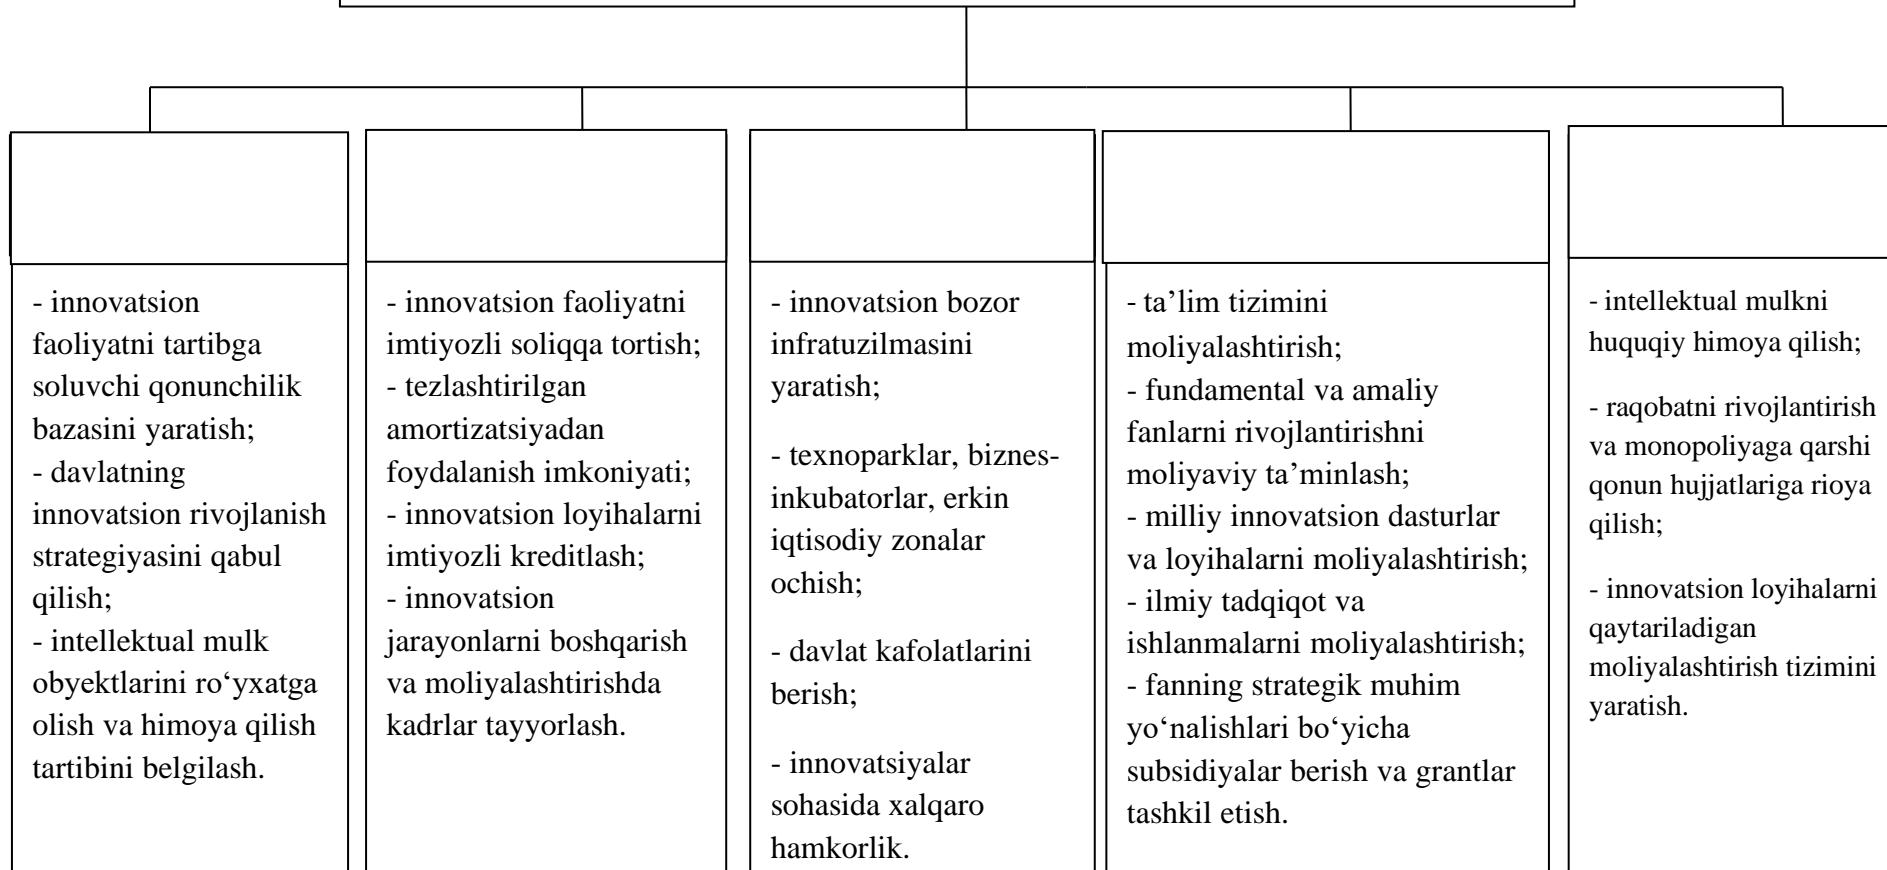 - innovatsion
faoliyatni tartibga
soluvchi qonunchilik
bazasini yaratish;
- davlatning
innovatsion rivojlanish
strategiyasini qabul
qilish;
- intellektual mulk
obyektlarini ro‘yxatga
olish va himoya qilish
tartibini belgilash.
- innovatsion faoliyatni
imtiyozli soliqqa tortish;
- tezlashtirilgan
amortizatsiyadan
foydalanish imkoniyati;
- innovatsion loyihalarni
imtiyozli kreditlash;
- innovatsion
jarayonlarni boshqarish
va moliyalashtirishda
kadrlar tayyorlash.
- innovatsion bozor
infratuzilmasini
yaratish;
- texnoparklar, biznes-
inkubatorlar, erkin
iqtisodiy zonalar
ochish;
- davlat kafolatlarini
berish;
- innovatsiyalar
sohasida xalqaro
hamkorlik.
- ta’lim tizimini
moliyalashtirish;
- fundamental va amaliy
fanlarni rivojlantirishni
moliyaviy ta’minlash;
- milliy innovatsion dasturlar
va loyihalarni moliyalashtirish;
- ilmiy tadqiqot va
ishlanmalarni moliyalashtirish;
- fanning strategik muhim
yo‘nalishlari bo‘yicha
subsidiyalar berish va grantlar
tashkil etish.
- intellektual mulkni
huquqiy himoya qilish;
- raqobatni rivojlantirish
va monopoliyaga qarshi
qonun hujjatlariga rioya
qilish;
- innovatsion loyihalarni
qaytariladigan
moliyalashtirish tizimini
yaratish.